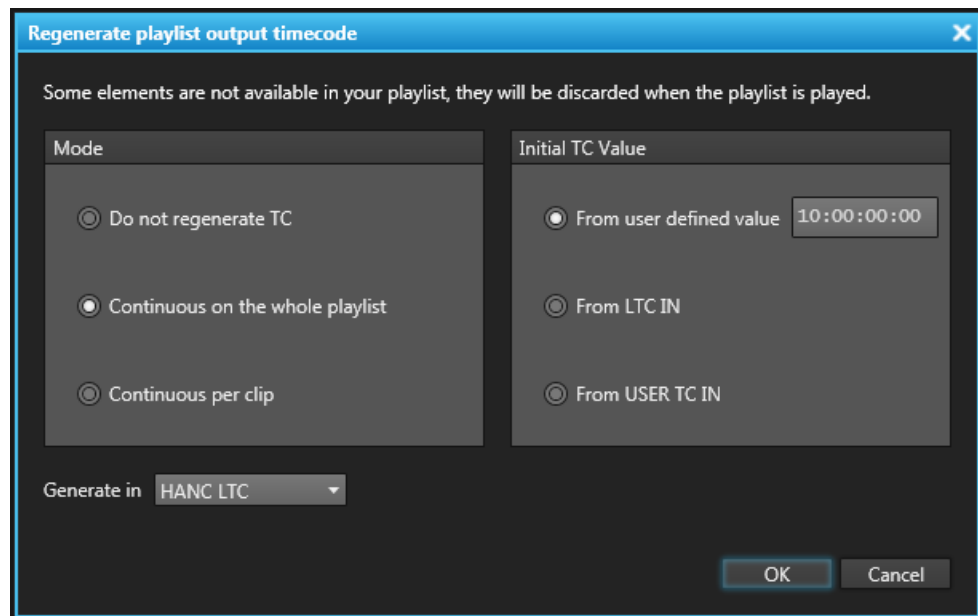 Regenerate playlist output timecode
Some elements are not available in your playlist, they will be discarded when the playlist is played.
Mode
Do not regenerate TC
Continuous on the whole playlist
Continuous per clip
Initial TC Value
From user defined value 10:00:00:00
From LTC IN
From USER TC IN
Generate in HANC LTC
OK Cancel